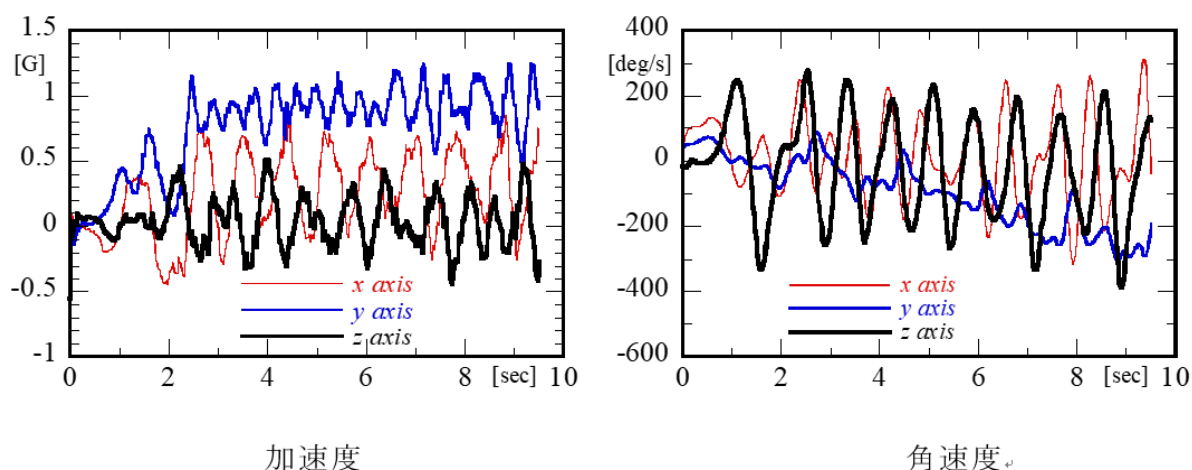 1.5
[G]
1
0.5
0
-0.5
-1
x axis
y axis
z axis
0
2
4
6
8
[sec]
10
加速度
400
[deg/s]
200
0
-200
-400
-600
x axis
y axis
z axis
0
2
4
6
8
[sec]
10
角速度